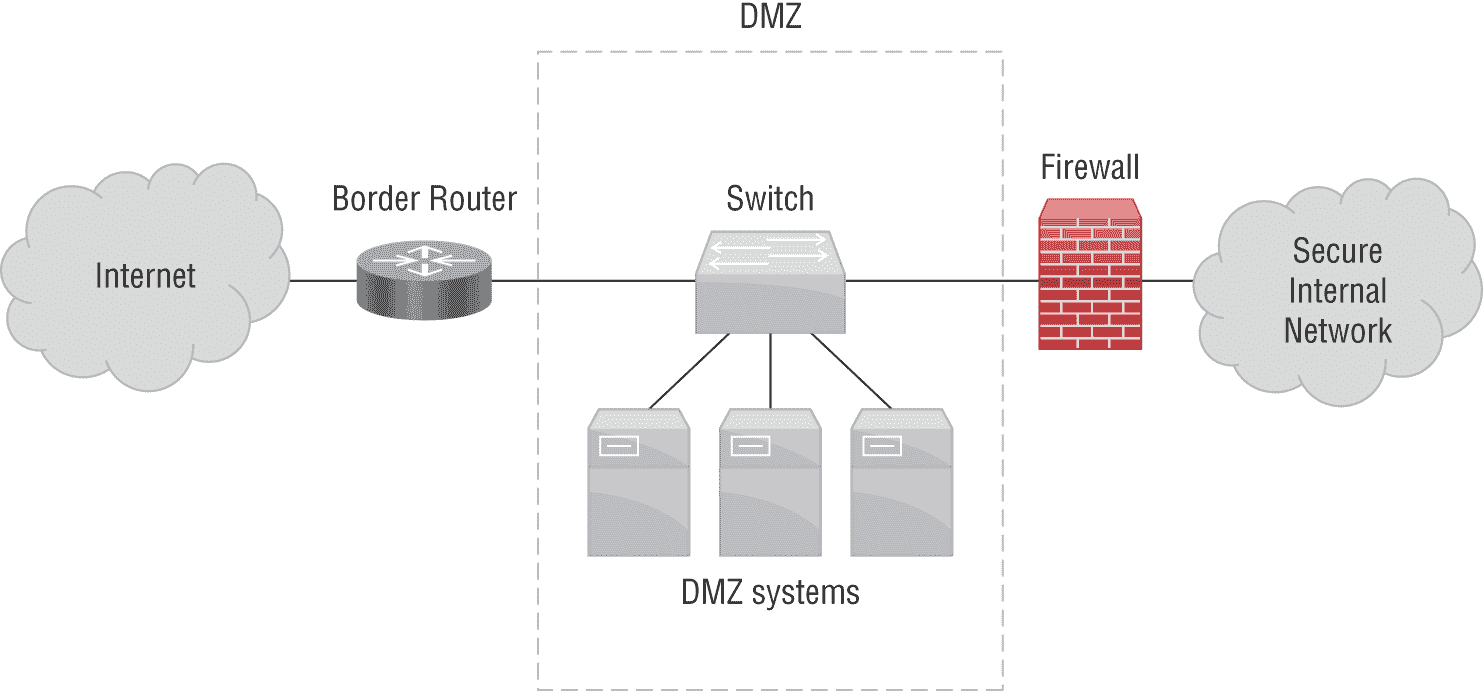 DMZ
Internet
Border Router
Switch
Firewall
Secure
Internal
Network
DMZ systems